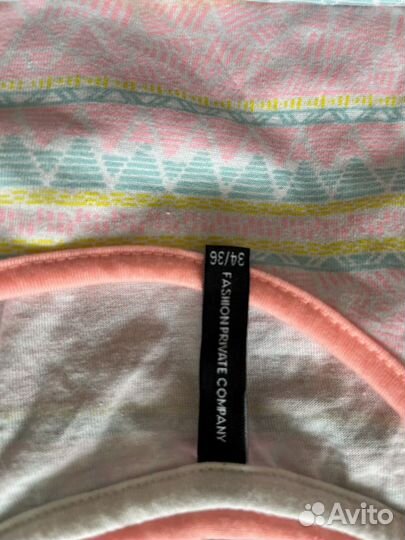 34/36
FASHION PRIVATE COMPANY
Avito